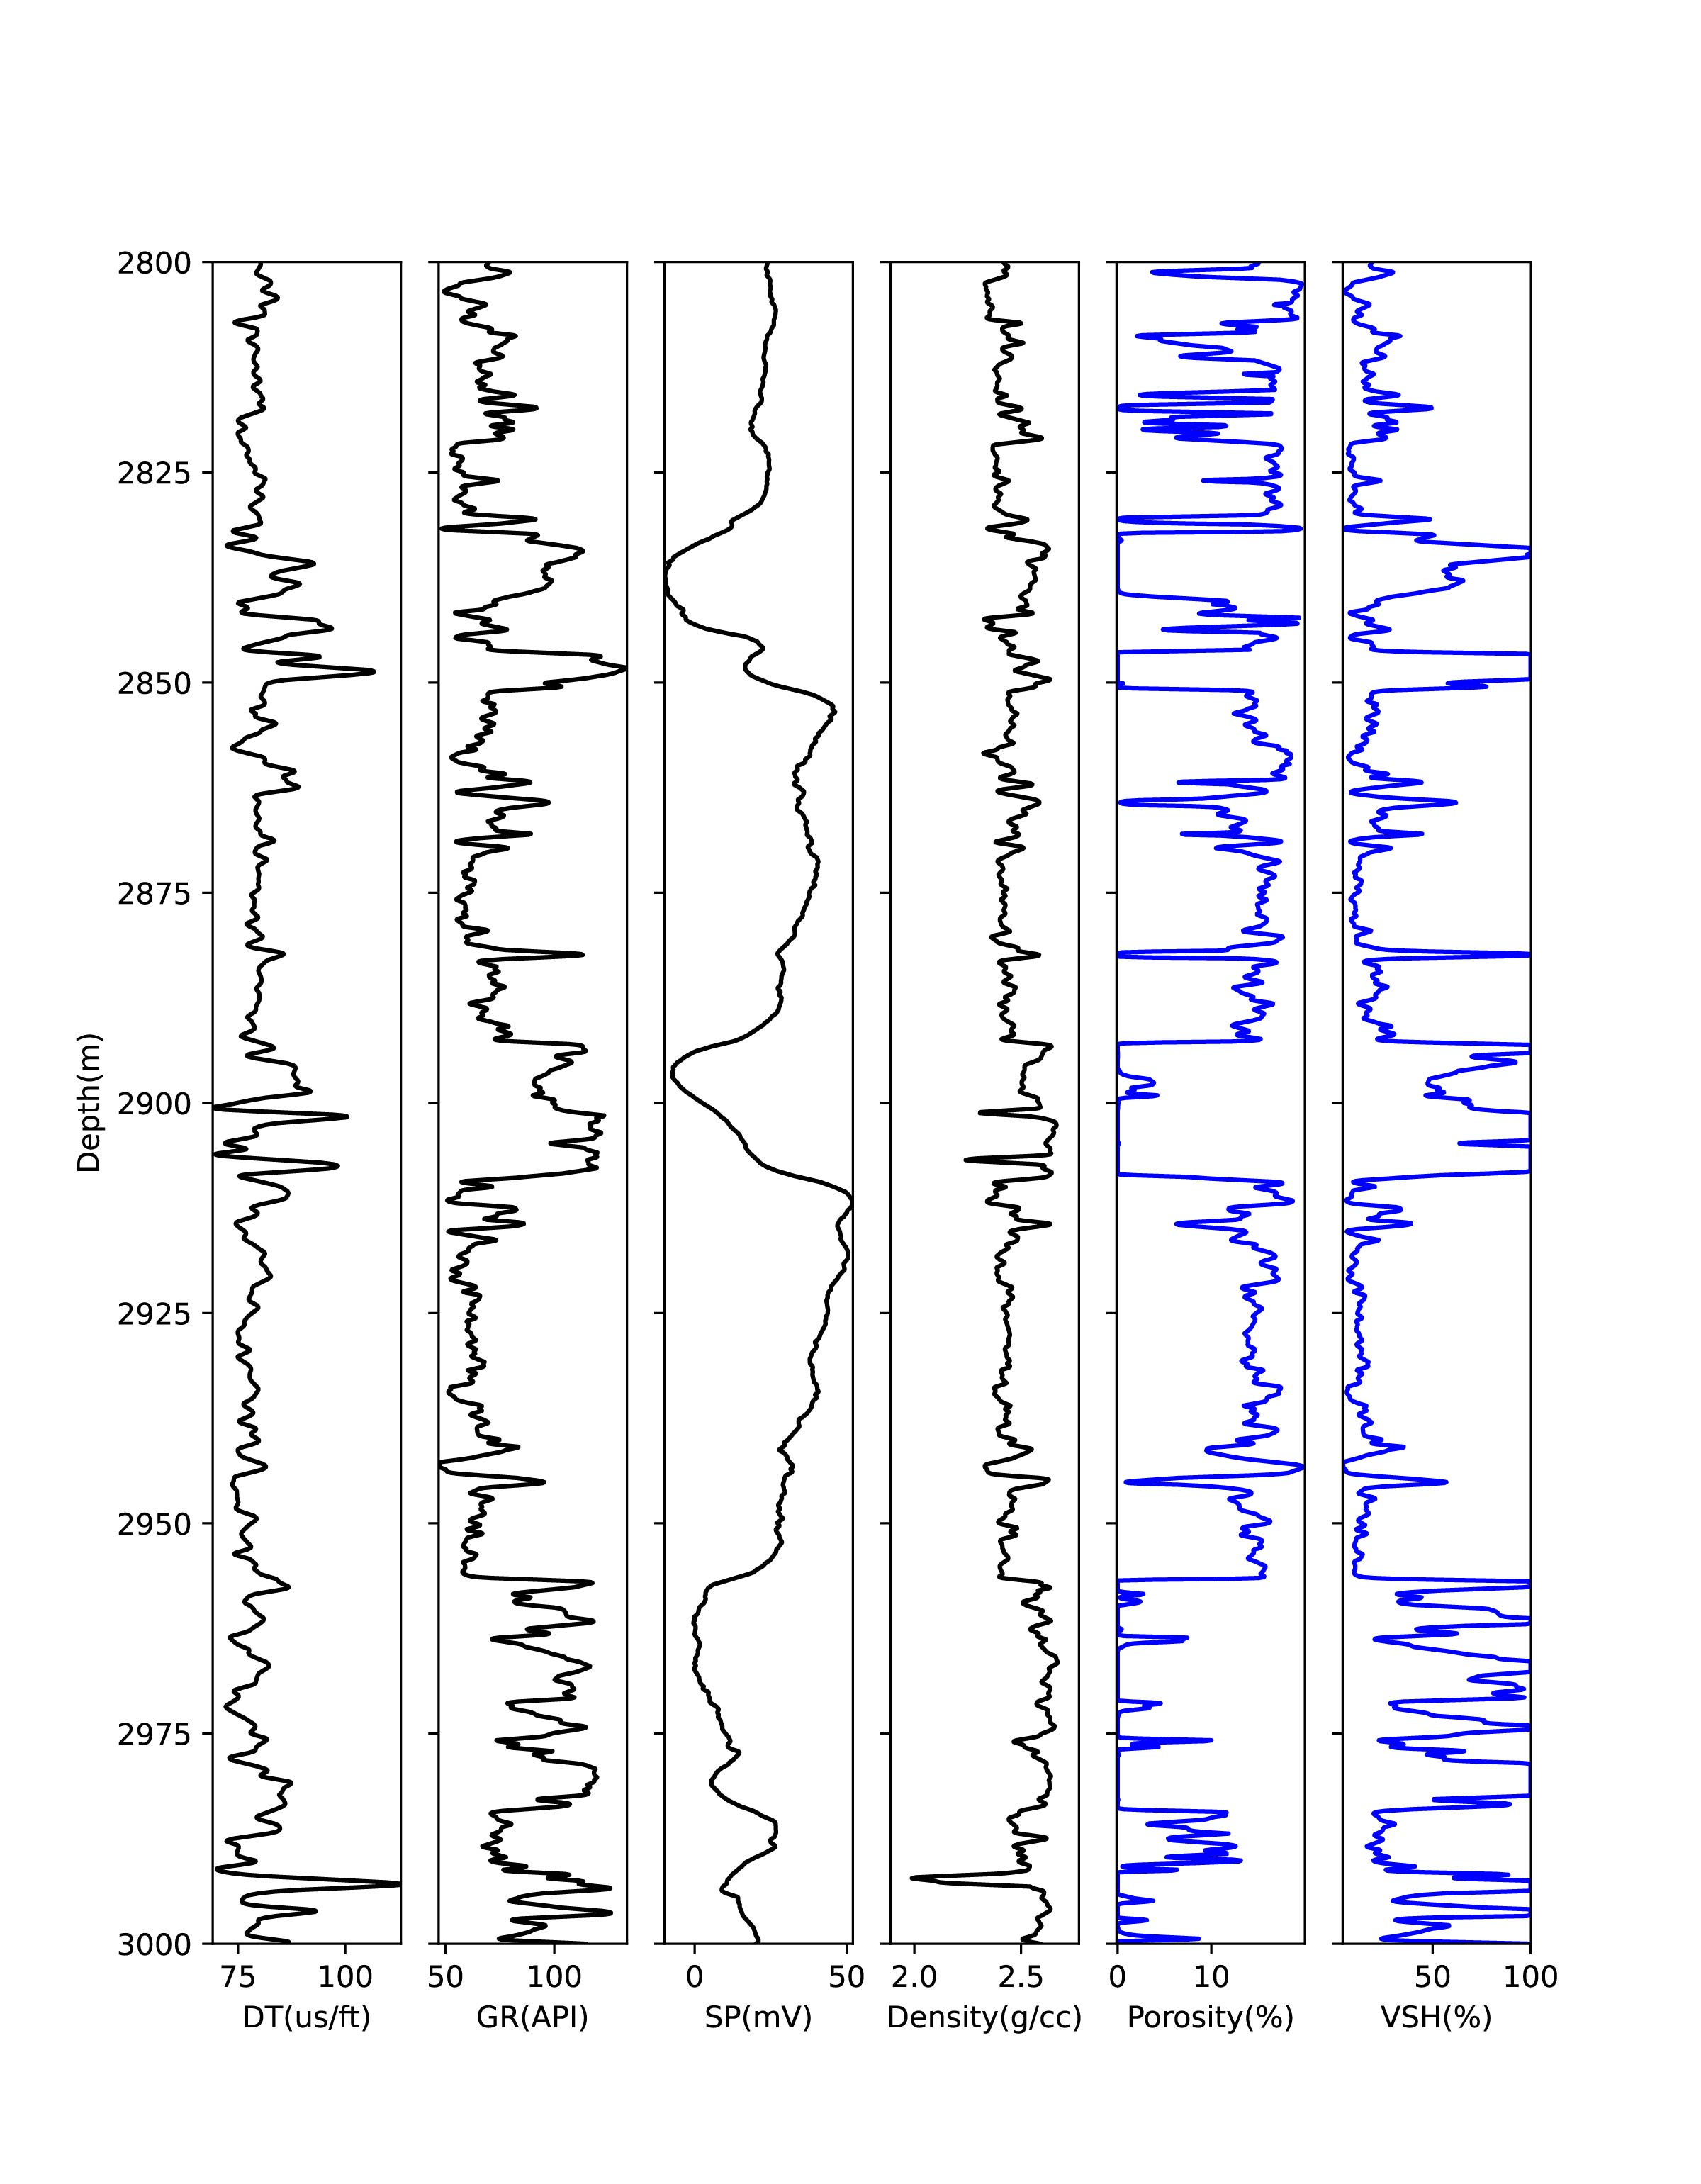 2800
2825
2850
2875
2900
2925
2950
2975
3000
Depth(m)
75 100
50 100
0 50
2.0 2.5
0 10
50 100
DT(us/ft)
GR(API)
SP(mV)
Density(g/cc)
Porosity(%)
VSH(%)